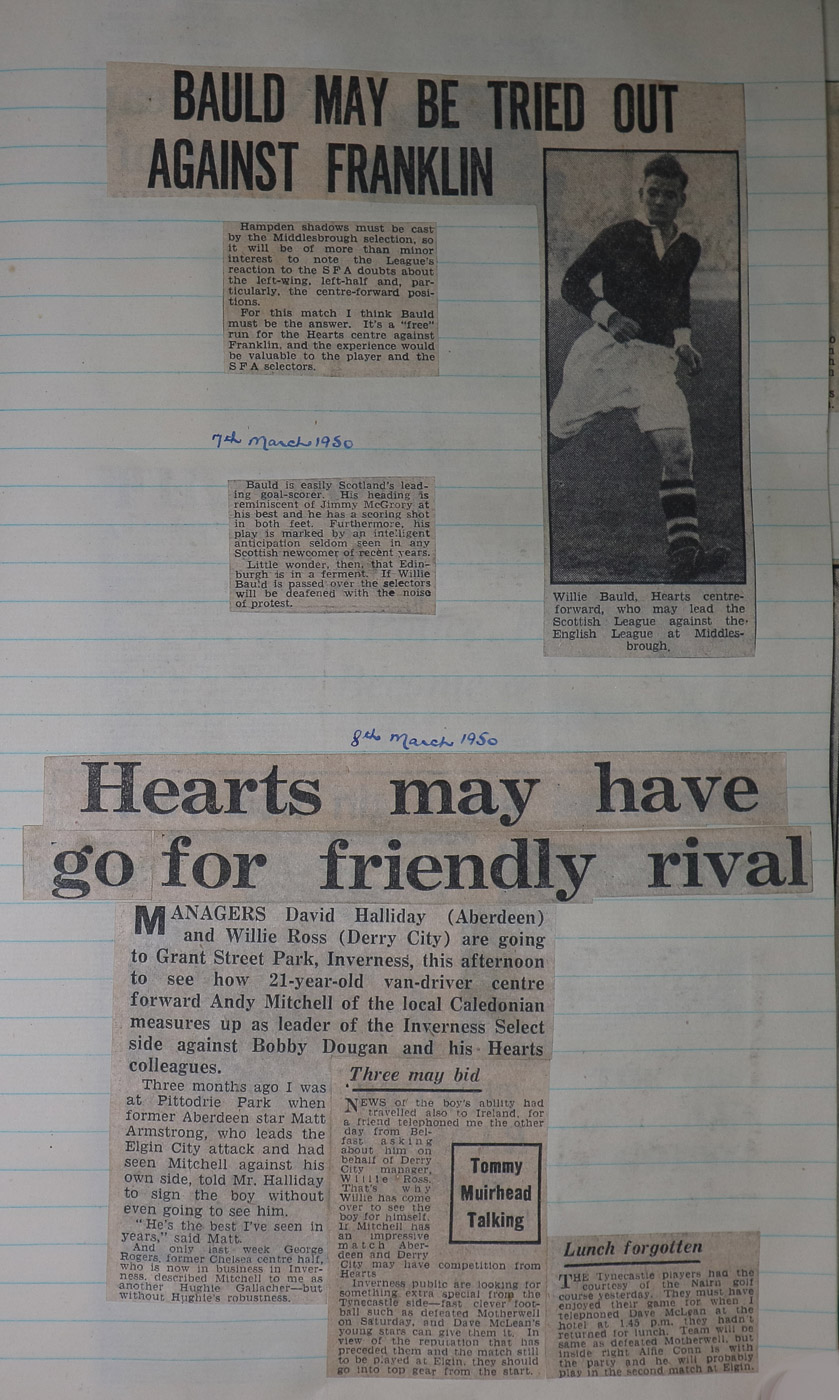 BAULD MAY BE TRIED OUT
AGAINST FRANKLIN
Hampden shadows must be cast
by the Middlesbrough selection, so
it will be of more than minor
interest to note the League's
reaction to the S F A doubts about
the left-wing, left-half and, par-
ticularly, the centre-forward posi-
tions.
For this match I think Bauld
must be the answer. It's a "free"
run for the Hearts centre against
Franklin, and the experience would
be valuable to the player and the
S F A selectors.
7th March 1950
Bauld is easily Scotland's lead-
ing goal-scorer. His heading is
reminiscent of Jimmy McGrory at
his best and he has a scoring shot
in both feet. Furthermore, his
play is marked by an intelligent
anticipation seldom seen in any
Scottish newcomer of recent years.
Little wonder, then, that Edin-
burgh is in a ferment. If Willie
Bauld is passed over the selectors
will be deafened with the noise
of protest.
Willie Bauld, Hearts centre-
forward, who may lead the
Scottish League against the
English League at Middles-
brough.
8th March 1950
Hearts may have
go for friendly rival
MANAGERS David Halliday (Aberdeen)
and Willie Ross (Derry City) are going
to Grant Street Park, Inverness, this afternoon
to see how 21-year-old van-driver centre
forward Andy Mitchell of the local Caledonian
measures up as leader of the Inverness Select
side against Bobby Dougan and his Hearts
colleagues.
Three months ago I was
at Pittodrie Park when
former Aberdeen star Matt
Armstrong, who leads the
Elgin City attack and had
seen Mitchell against his
own side, told Mr. Halliday
to sign the boy without
even going to see him.
"He's the best I've seen in
years," said Matt.
And only last week George
Rogers, former Chelsea centre half,
who is now in business in Inver-
ness, described Mitchell to me as
another Hughie Gallacher—but
without Hughie's robustness.
Three may bid
NEWS of the boy's ability had
travelled also to Ireland, for
a friend telephoned me the other
day from Bel-
fast asking
about him on
behalf of Derry
City manager,
Willie Ross.
That's why
Willie has come
over to see the
boy for himself.
If Mitchell has
an impressive
match Aber-
deen and Derry
City may have competition from
Hearts
Inverness public are looking for
something extra special from the
Tynecastle side—fast clever foot-
ball such as defeated Motherwell
on Saturday, and Dave McLean's
young stars can give them it. In
view of the reputation that has
preceded them and the match still
to be played at Elgin, they should
go into top gear from the start.
Tommy
Muirhead
Talking
Lunch forgotten
THE Tynecastle players had the
courtesy of the Nairn golf
course yesterday. They must have
enjoyed their game for when I
telephoned Dave McLean at the
hotel at 1.45 p.m. they hadn't
returned for lunch. Team will be
same as defeated Motherwell, but
inside right Alfie Conn is with
the party and he will probably
play in the second match at Elgin.